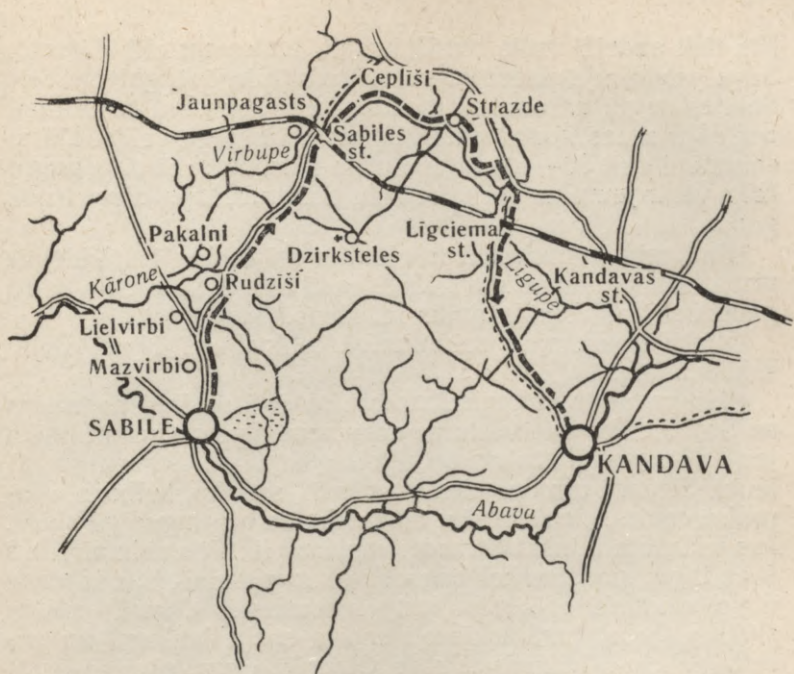 Ceplīši
Jaunpagasts
Strazde
Sabiles
st.
Virbupe
Pakalni
Dzirksteles
Līgciema
st.
Kārone
Rudzīši
Līgupe
Kandavas
st.
Lielvirbi
Mazvirbi
SABILE
KANDAVA
Abava